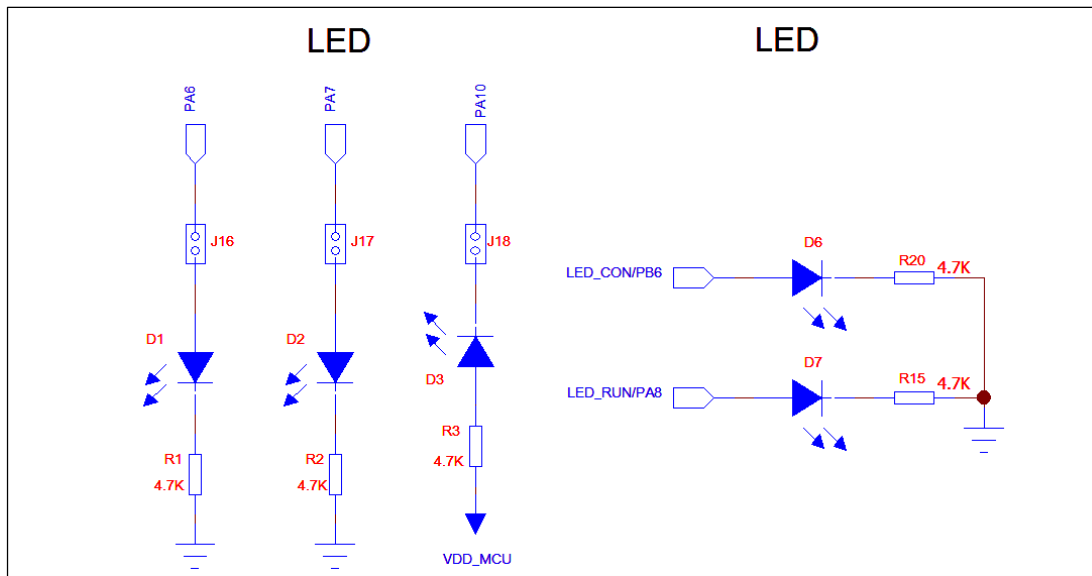 LED
PA6
PA7
PA10
J16
J17
J18
D1
D2
D3
R1
4.7K
R2
4.7K
R3
4.7K
VDD_MCU
LED
D6
LED_CON/PB6
R20
4.7K
D7
LED_RUN/PA8
R15
4.7K